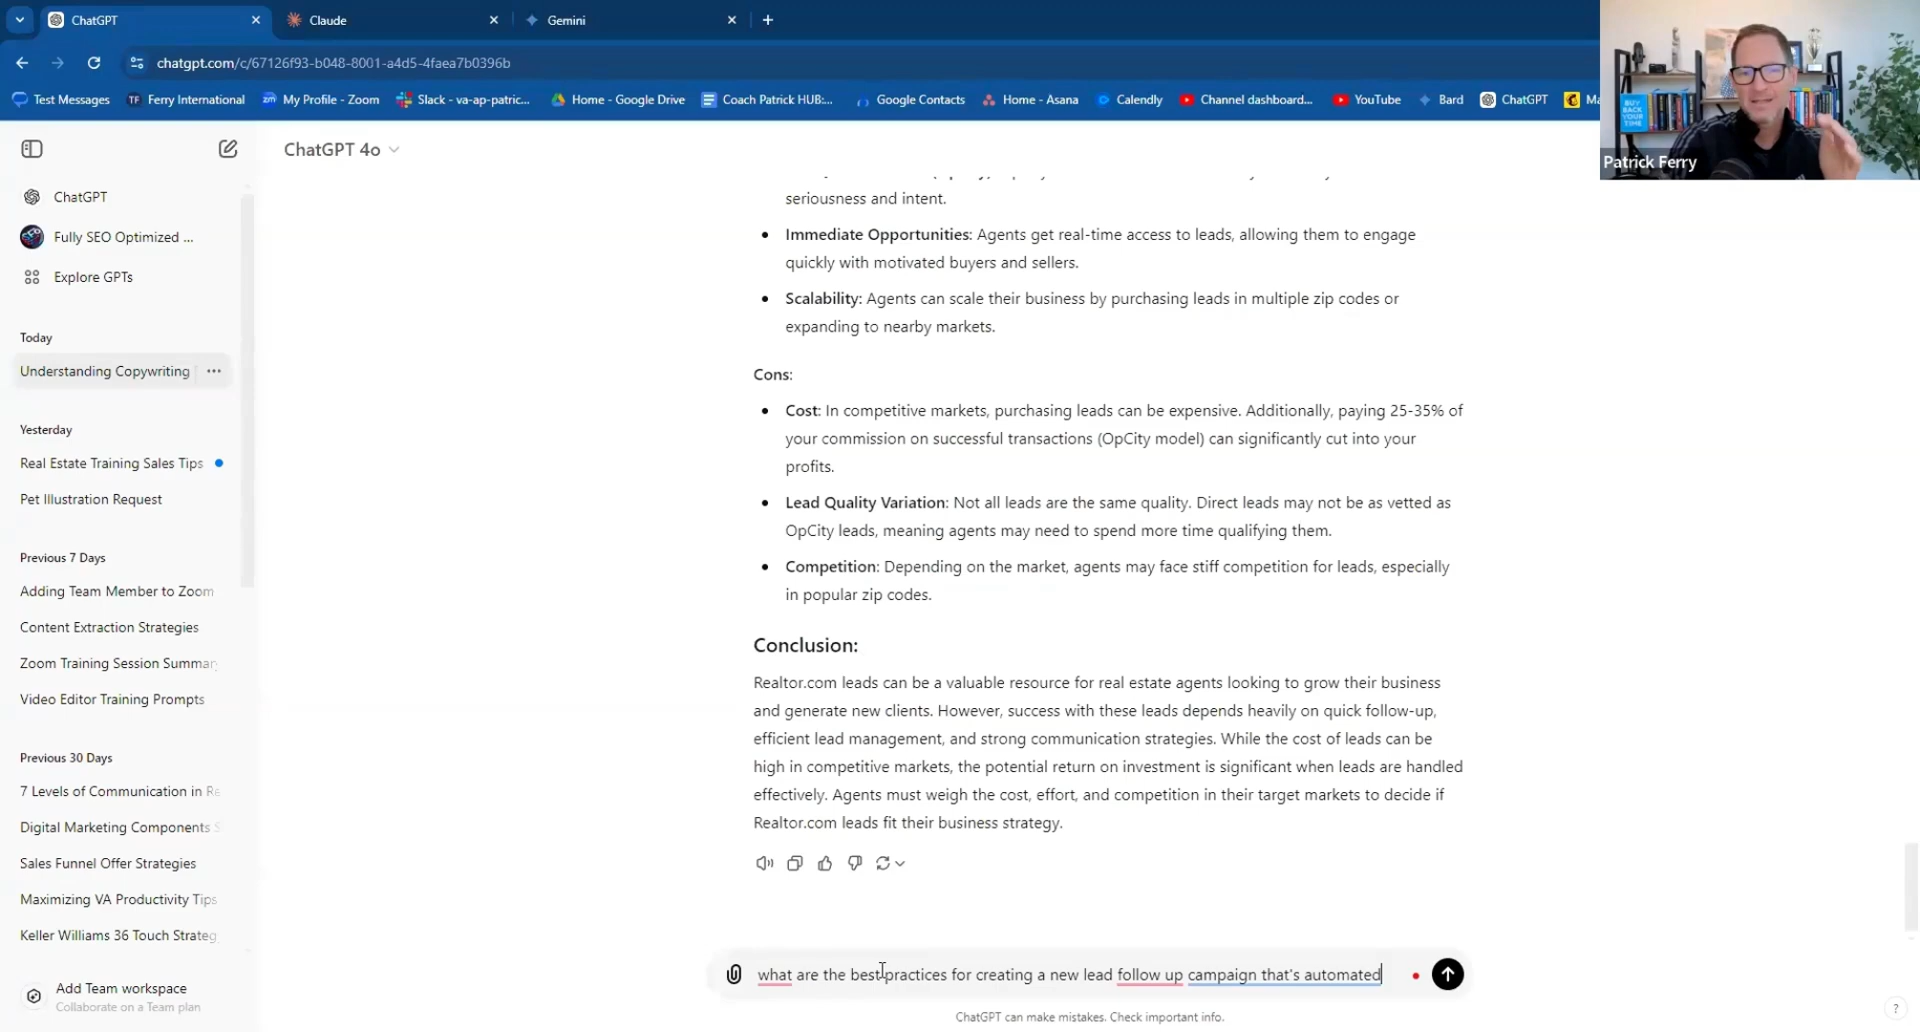 ChatGPT
Claude
Gemini
chatgpt.com/c/67126f93-b048-8001-a4d5-4faea7b0396b
Test Messages
TF Ferry International
zm My Profile - Zoom
Slack - va-ap-patric...
Home - Google Drive
Coach Patrick HUB:...
Google Contacts
Home - Asana
Calendly
Channel dashboard...
YouTube
Bard
ChatGPT
BUY BACK YOUR TIME
Patrick Ferry
ChatGPT 4o
ChatGPT
Fully SEO Optimized ...
Explore GPTs
Today
Understanding Copywriting
Yesterday
Real Estate Training Sales Tips
Pet Illustration Request
Previous 7 Days
Adding Team Member to Zoom
Content Extraction Strategies
Zoom Training Session Summar
Video Editor Training Prompts
Previous 30 Days
7 Levels of Communication in Re
Digital Marketing Components S
Sales Funnel Offer Strategies
Maximizing VA Productivity Tips
Keller Williams 36 Touch Strateg
Add Team workspace
Collaborate on a Team plan
seriousness and intent.
Immediate Opportunities: Agents get real-time access to leads, allowing them to engage
quickly with motivated buyers and sellers.
Scalability: Agents can scale their business by purchasing leads in multiple zip codes or
expanding to nearby markets.
Cons:
Cost: In competitive markets, purchasing leads can be expensive. Additionally, paying 25-35% of
your commission on successful transactions (OpCity model) can significantly cut into your
profits.
Lead Quality Variation: Not all leads are the same quality. Direct leads may not be as vetted as
OpCity leads, meaning agents may need to spend more time qualifying them.
Competition: Depending on the market, agents may face stiff competition for leads, especially
in popular zip codes.
Conclusion:
Realtor.com leads can be a valuable resource for real estate agents looking to grow their business
and generate new clients. However, success with these leads depends heavily on quick follow-up,
efficient lead management, and strong communication strategies. While the cost of leads can be
high in competitive markets, the potential return on investment is significant when leads are handled
effectively. Agents must weigh the cost, effort, and competition in their target markets to decide if
Realtor.com leads fit their business strategy.
what are the best practices for creating a new lead follow up campaign that's automated
ChatGPT can make mistakes. Check important info.
?